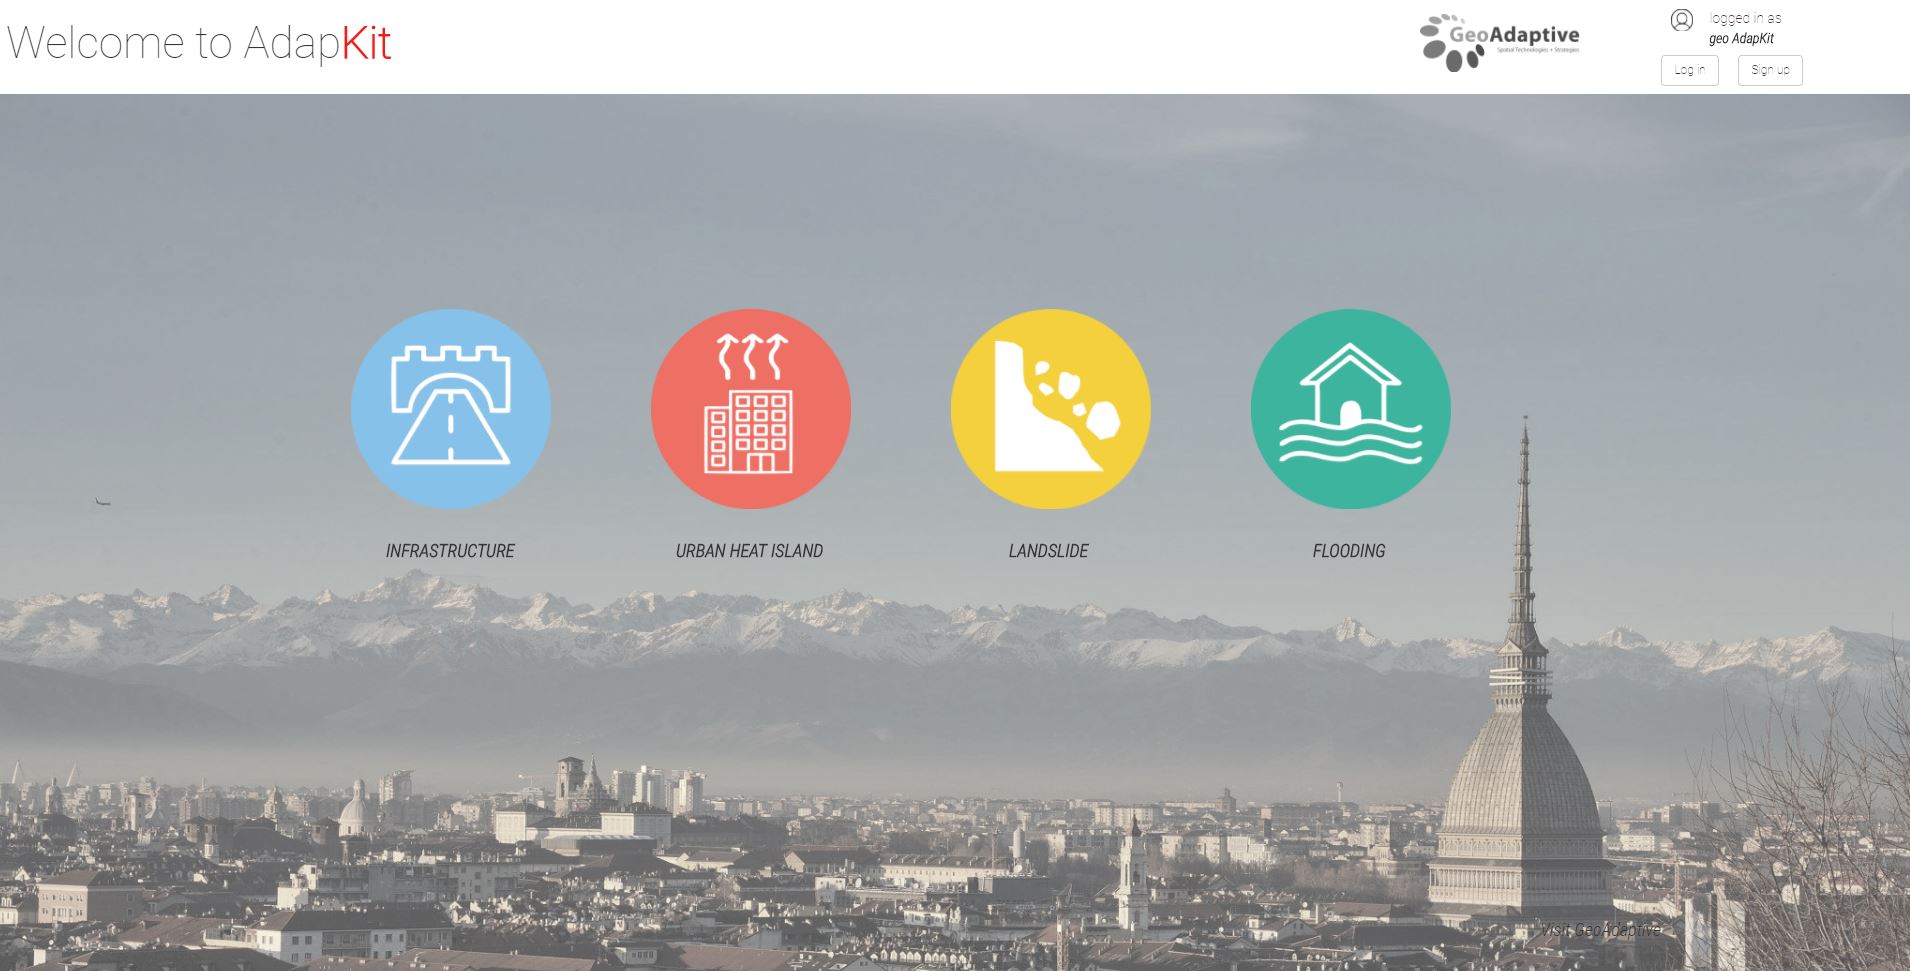 Welcome to AdapKit
GeoAdaptive
Spatial Technologies + Strategies
logged in as
geo AdapKit
Log in
Sign up
INFRASTRUCTURE
URBAN HEAT ISLAND
LANDSLIDE
FLOODING
Visit GeoAdaptive